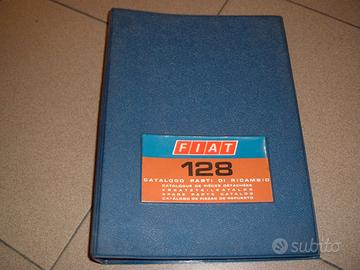 FIAT
128
CATALOGO PARTI DI RICAMBIO
CATALOGUE DE PIÈCES DÉTACHÉES
ERSATZTEILKATALOG
SPARE PARTS CATALOG
CATÁLOGO DE PIEZAS DE REPUESTO
subito